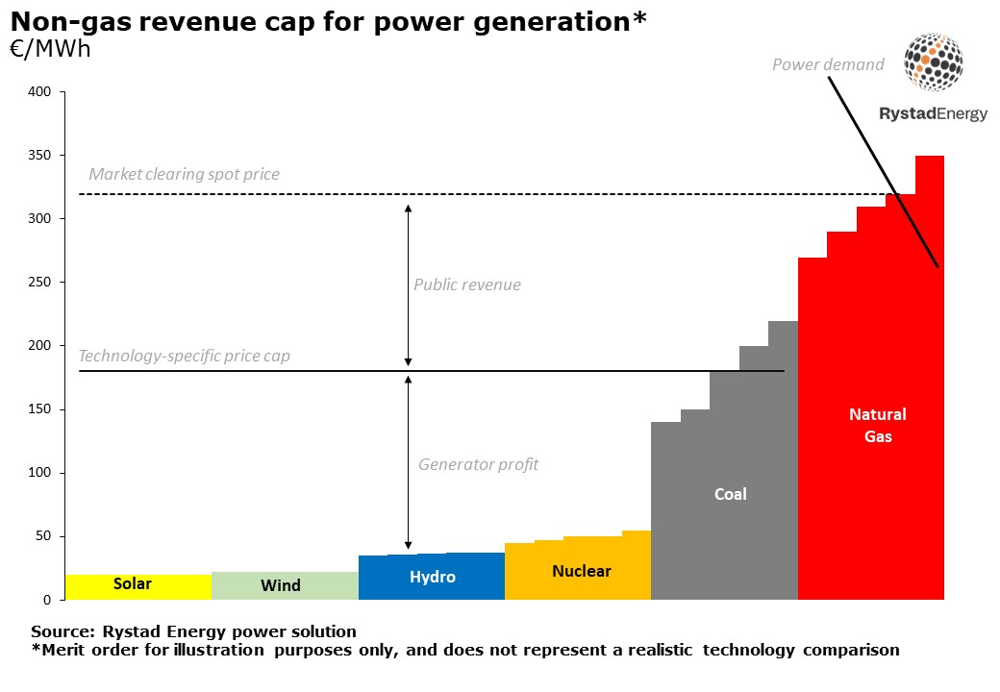 Non-gas revenue cap for power generation*
€/MWh
Power demand
RystadEnergy
400
350
Market clearing spot price
300
Public revenue
250
200
Technology-specific price cap
150
Natural
Gas
Generator profit
100
Coal
50
Solar
Wind
Hydro
Nuclear
0
Source: Rystad Energy power solution
*Merit order for illustration purposes only, and does not represent a realistic technology comparison